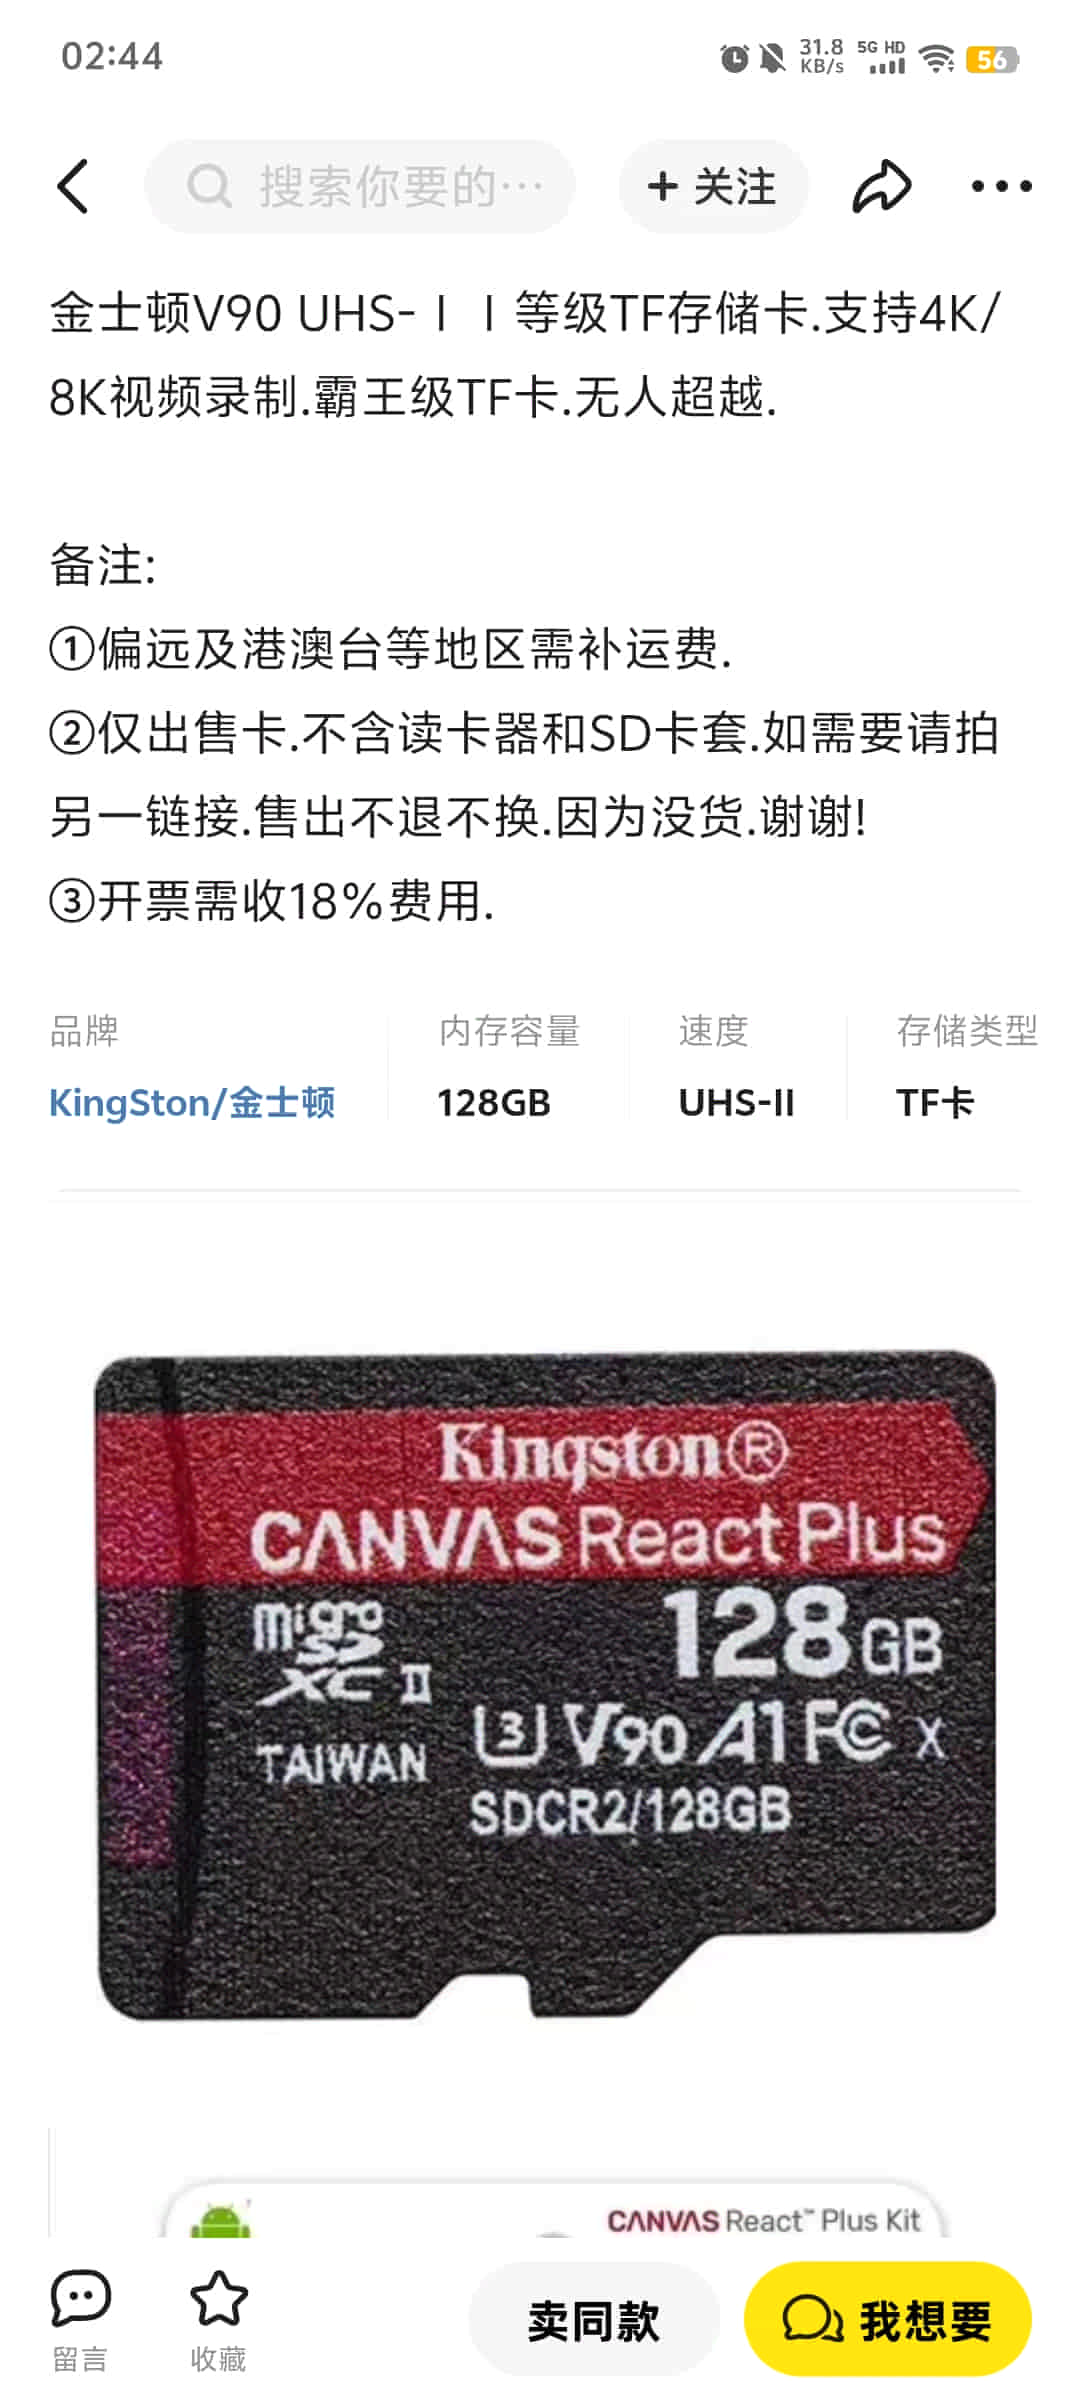 02:44
31.8 KB/s 5G HD 56
搜索你要的…
+ 关注
金士顿V90 UHS-ⅠⅠ等级TF存储卡.支持4K/
8K视频录制.霸王级TF卡.无人超越.
备注:
①偏远及港澳台等地区需补运费.
②仅出售卡.不含读卡器和SD卡套.如需要请拍
另一链接.售出不退不换.因为没货.谢谢!
③开票需收18%费用.
品牌 内存容量 速度 存储类型
KingSton/金士顿 128GB UHS-II TF卡
Kingston®
CANVAS React Plus
128GB
micro SD XC II
U3 V90 A1 FCC X
TAIWAN
SDCR2/128GB
CANVAS React™ Plus Kit
卖同款 我想要
留言 收藏